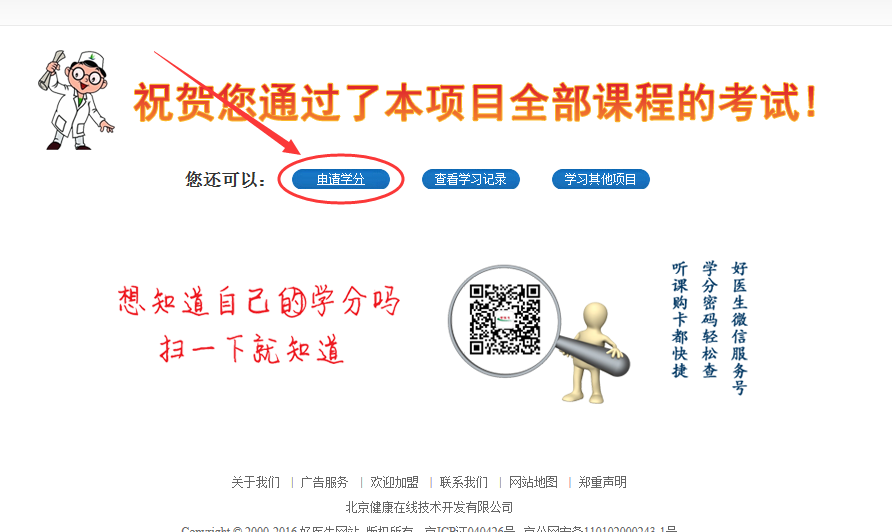 祝贺您通过了本项目全部课程的考试!
您还可以： 申请学分 查看学习记录 学习其他项目
想知道自己的学分吗
扫一下就知道
好医生微信服务号
学分密码轻松查
听课购卡都快捷
关于我们 | 广告服务 | 欢迎加盟 | 联系我们 | 网站地图 | 郑重声明
北京健康在线技术开发有限公司
Copyright © 2000-2016 好医生网站 版权所有 京ICP证040426号 京公网安备110102000243-1号